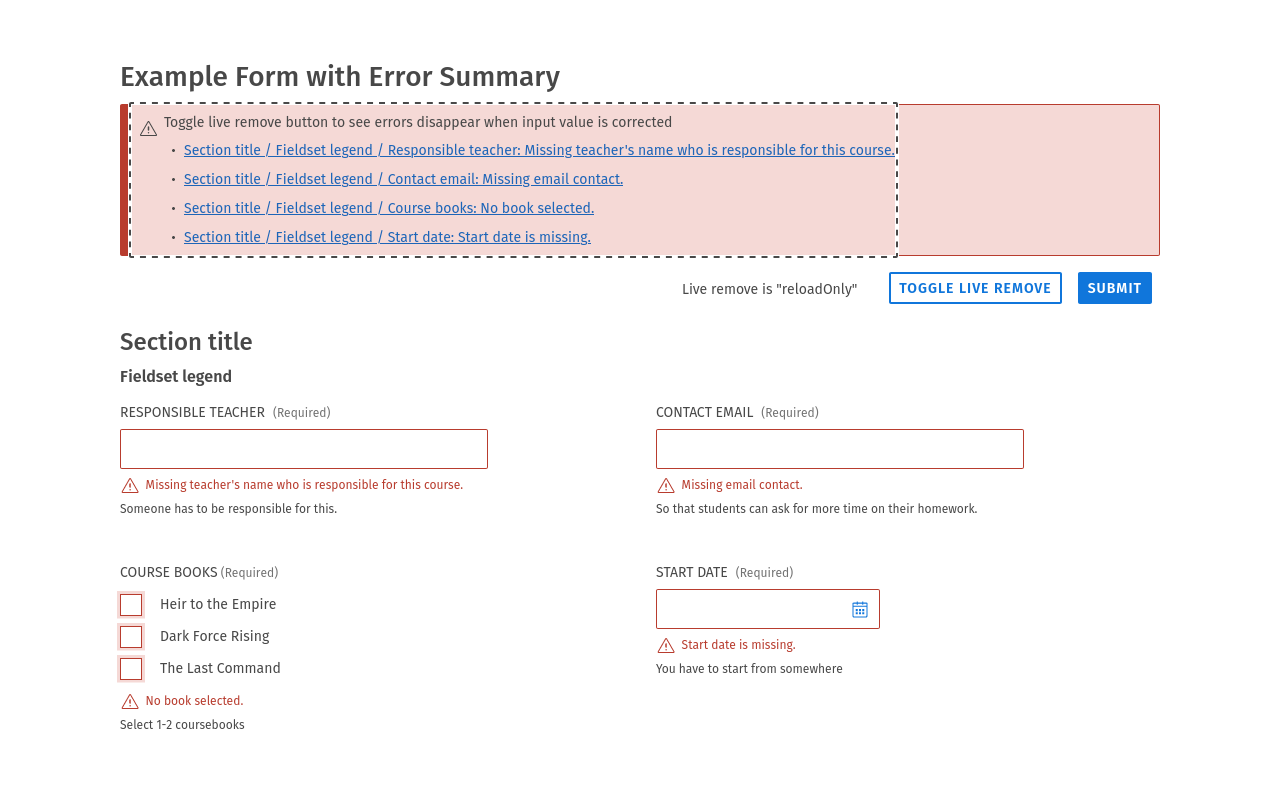 Example Form with Error Summary
Toggle live remove button to see errors disappear when input value is corrected
• Section title / Fieldset legend / Responsible teacher: Missing teacher's name who is responsible for this course.
• Section title / Fieldset legend / Contact email: Missing email contact.
• Section title / Fieldset legend / Course books: No book selected.
• Section title / Fieldset legend / Start date: Start date is missing.
Live remove is "reloadOnly" TOGGLE LIVE REMOVE SUBMIT
Section title
Fieldset legend
RESPONSIBLE TEACHER (Required)
Missing teacher's name who is responsible for this course.
Someone has to be responsible for this.
CONTACT EMAIL (Required)
Missing email contact.
So that students can ask for more time on their homework.
COURSE BOOKS (Required)
Heir to the Empire
Dark Force Rising
The Last Command
No book selected.
Select 1-2 coursebooks
START DATE (Required)
Start date is missing.
You have to start from somewhere